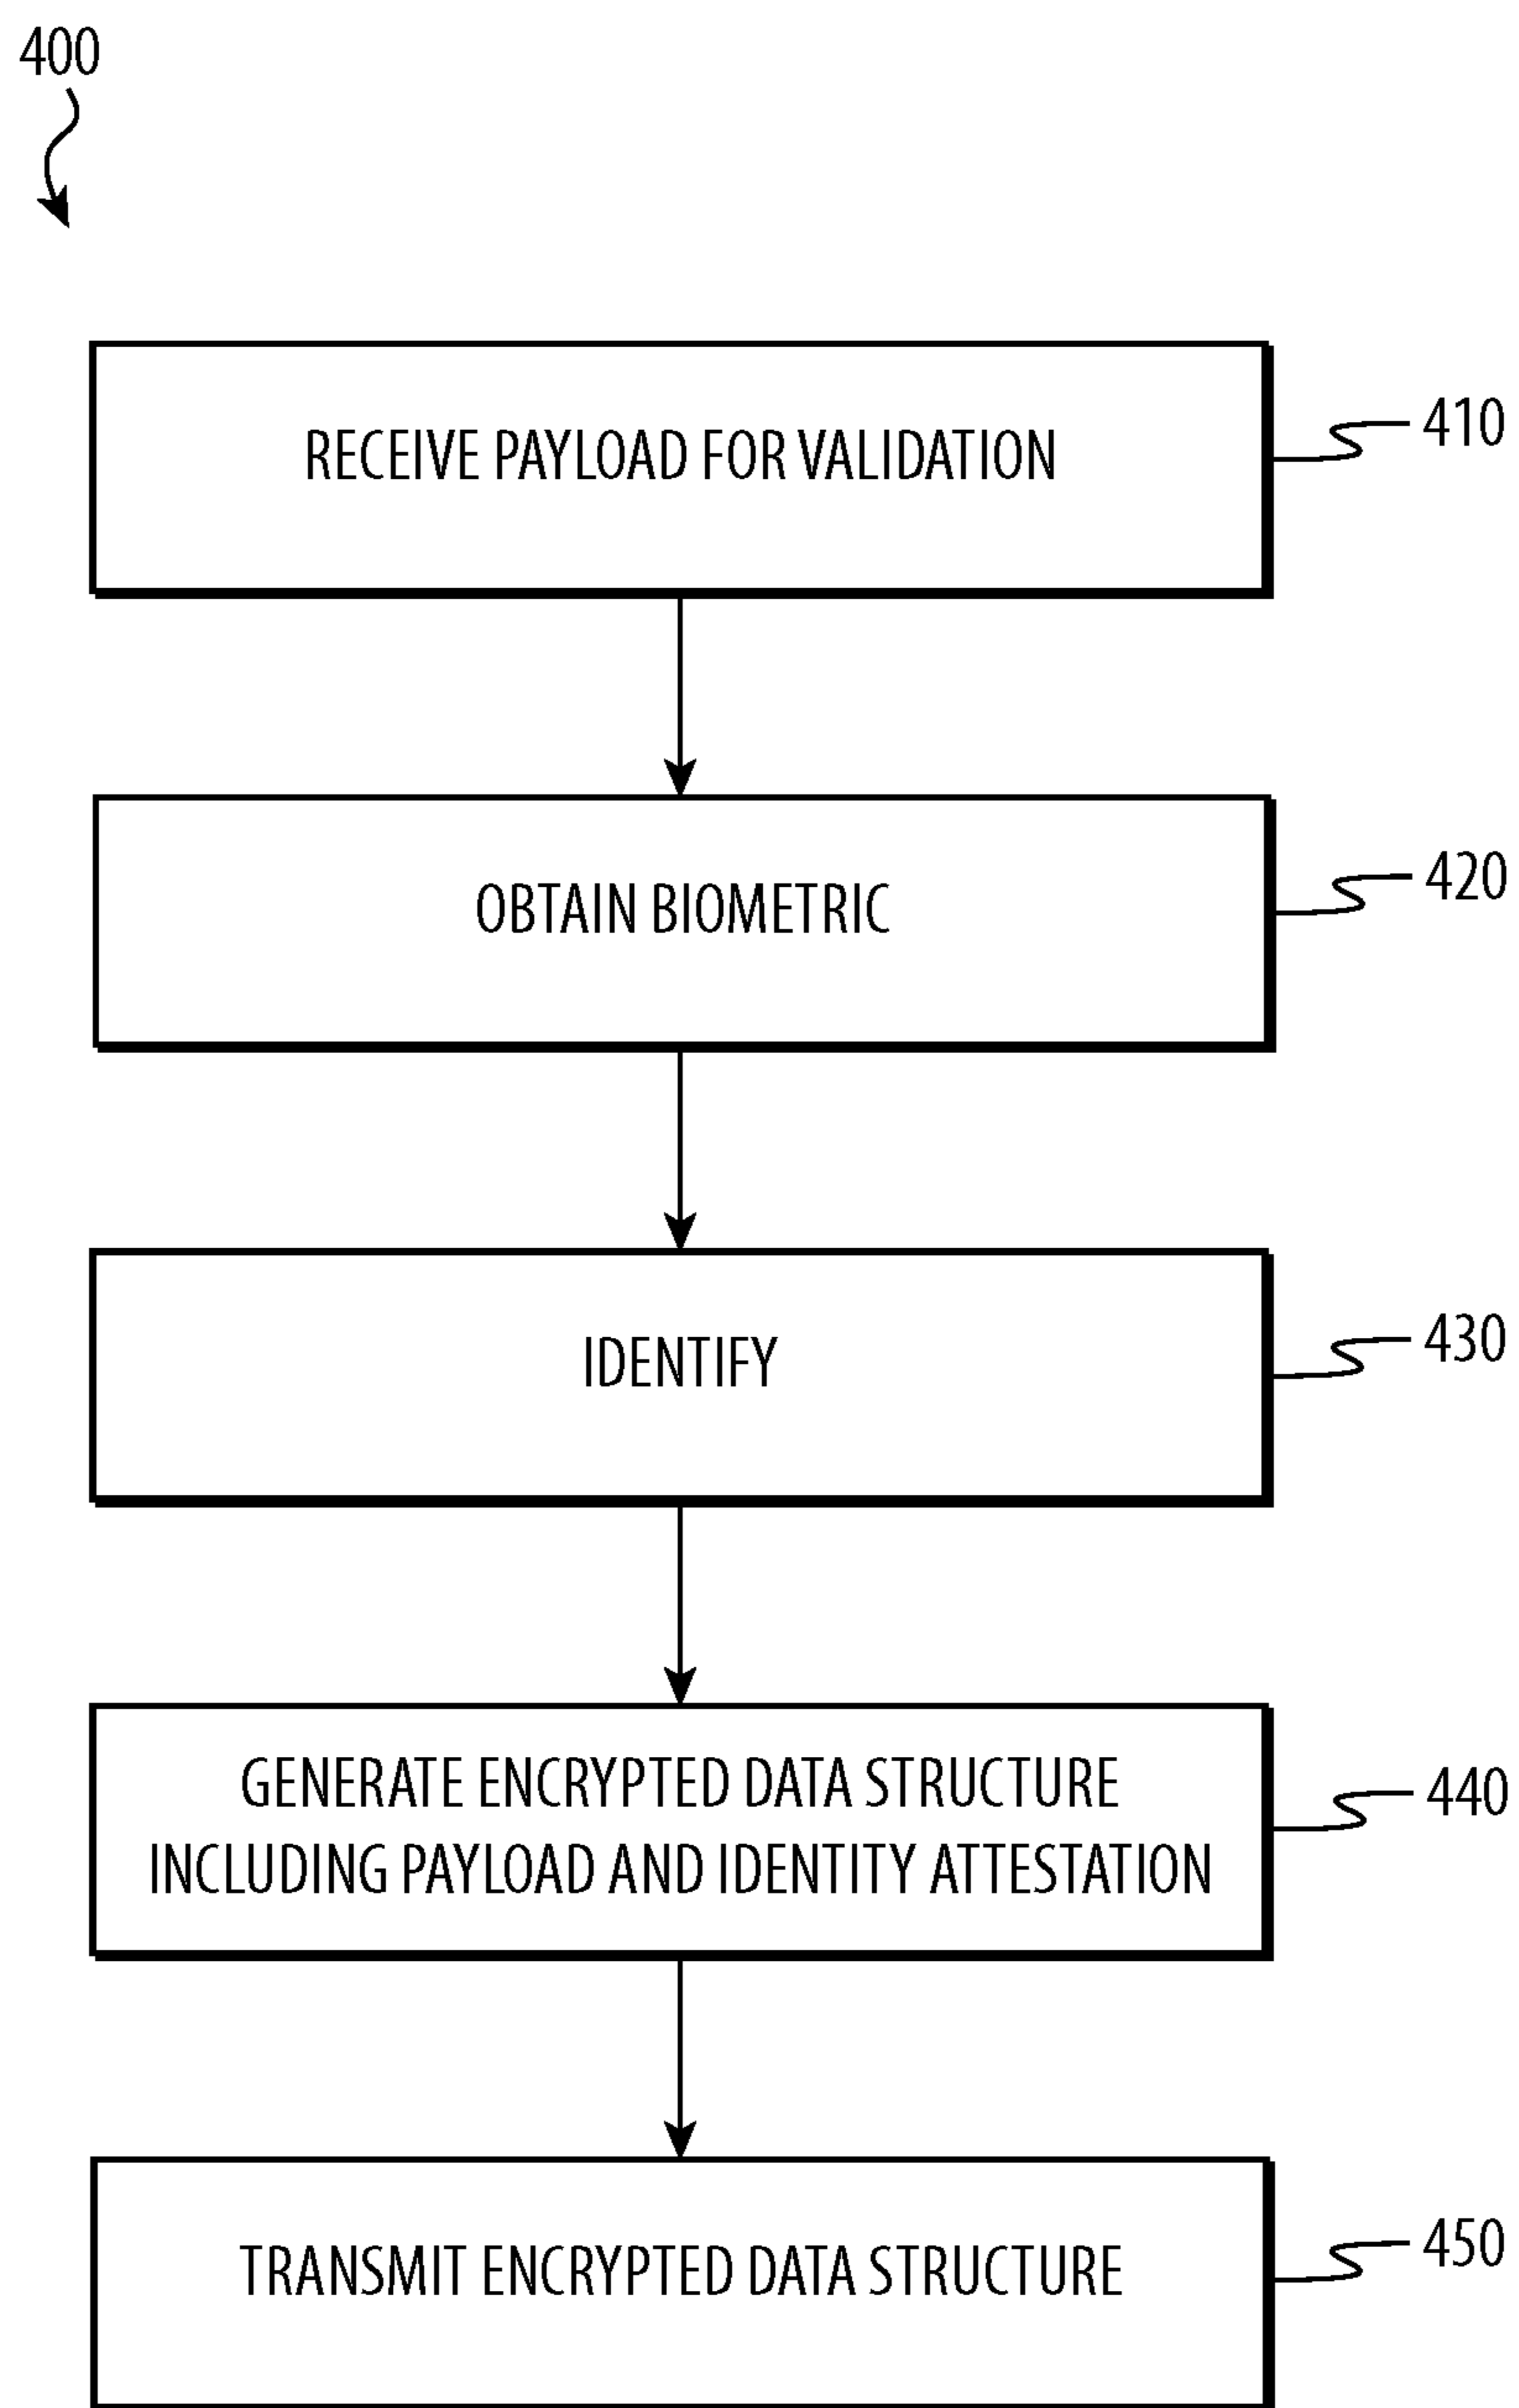 400
RECEIVE PAYLOAD FOR VALIDATION
410
OBTAIN BIOMETRIC
420
IDENTIFY
430
GENERATE ENCRYPTED DATA STRUCTURE
INCLUDING PAYLOAD AND IDENTITY ATTESTATION
440
TRANSMIT ENCRYPTED DATA STRUCTURE
450